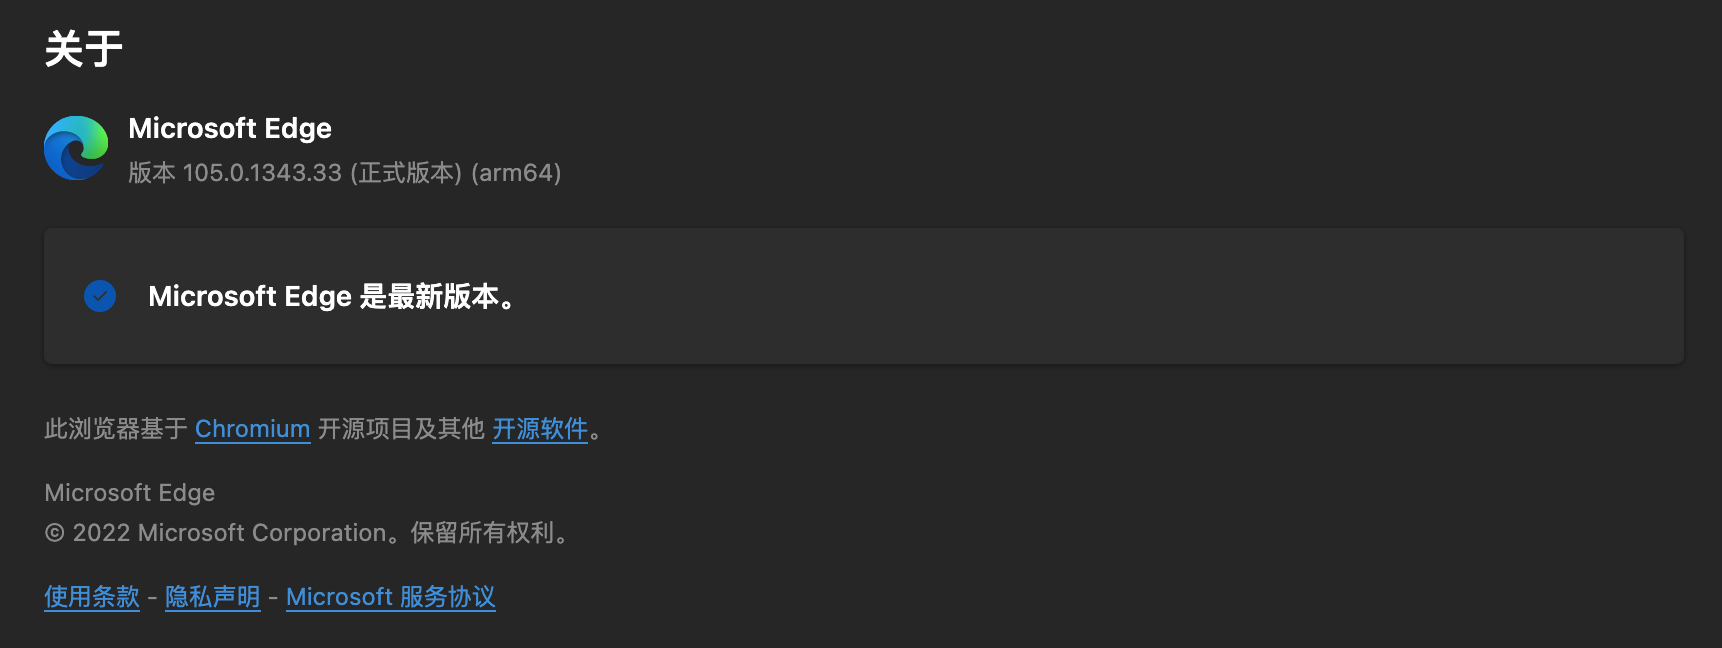 关于
Microsoft Edge
版本 105.0.1343.33 (正式版本) (arm64)
Microsoft Edge 是最新版本。
此浏览器基于 Chromium 开源项目及其他 开源软件。
Microsoft Edge
© 2022 Microsoft Corporation。保留所有权利。
使用条款 - 隐私声明 - Microsoft 服务协议